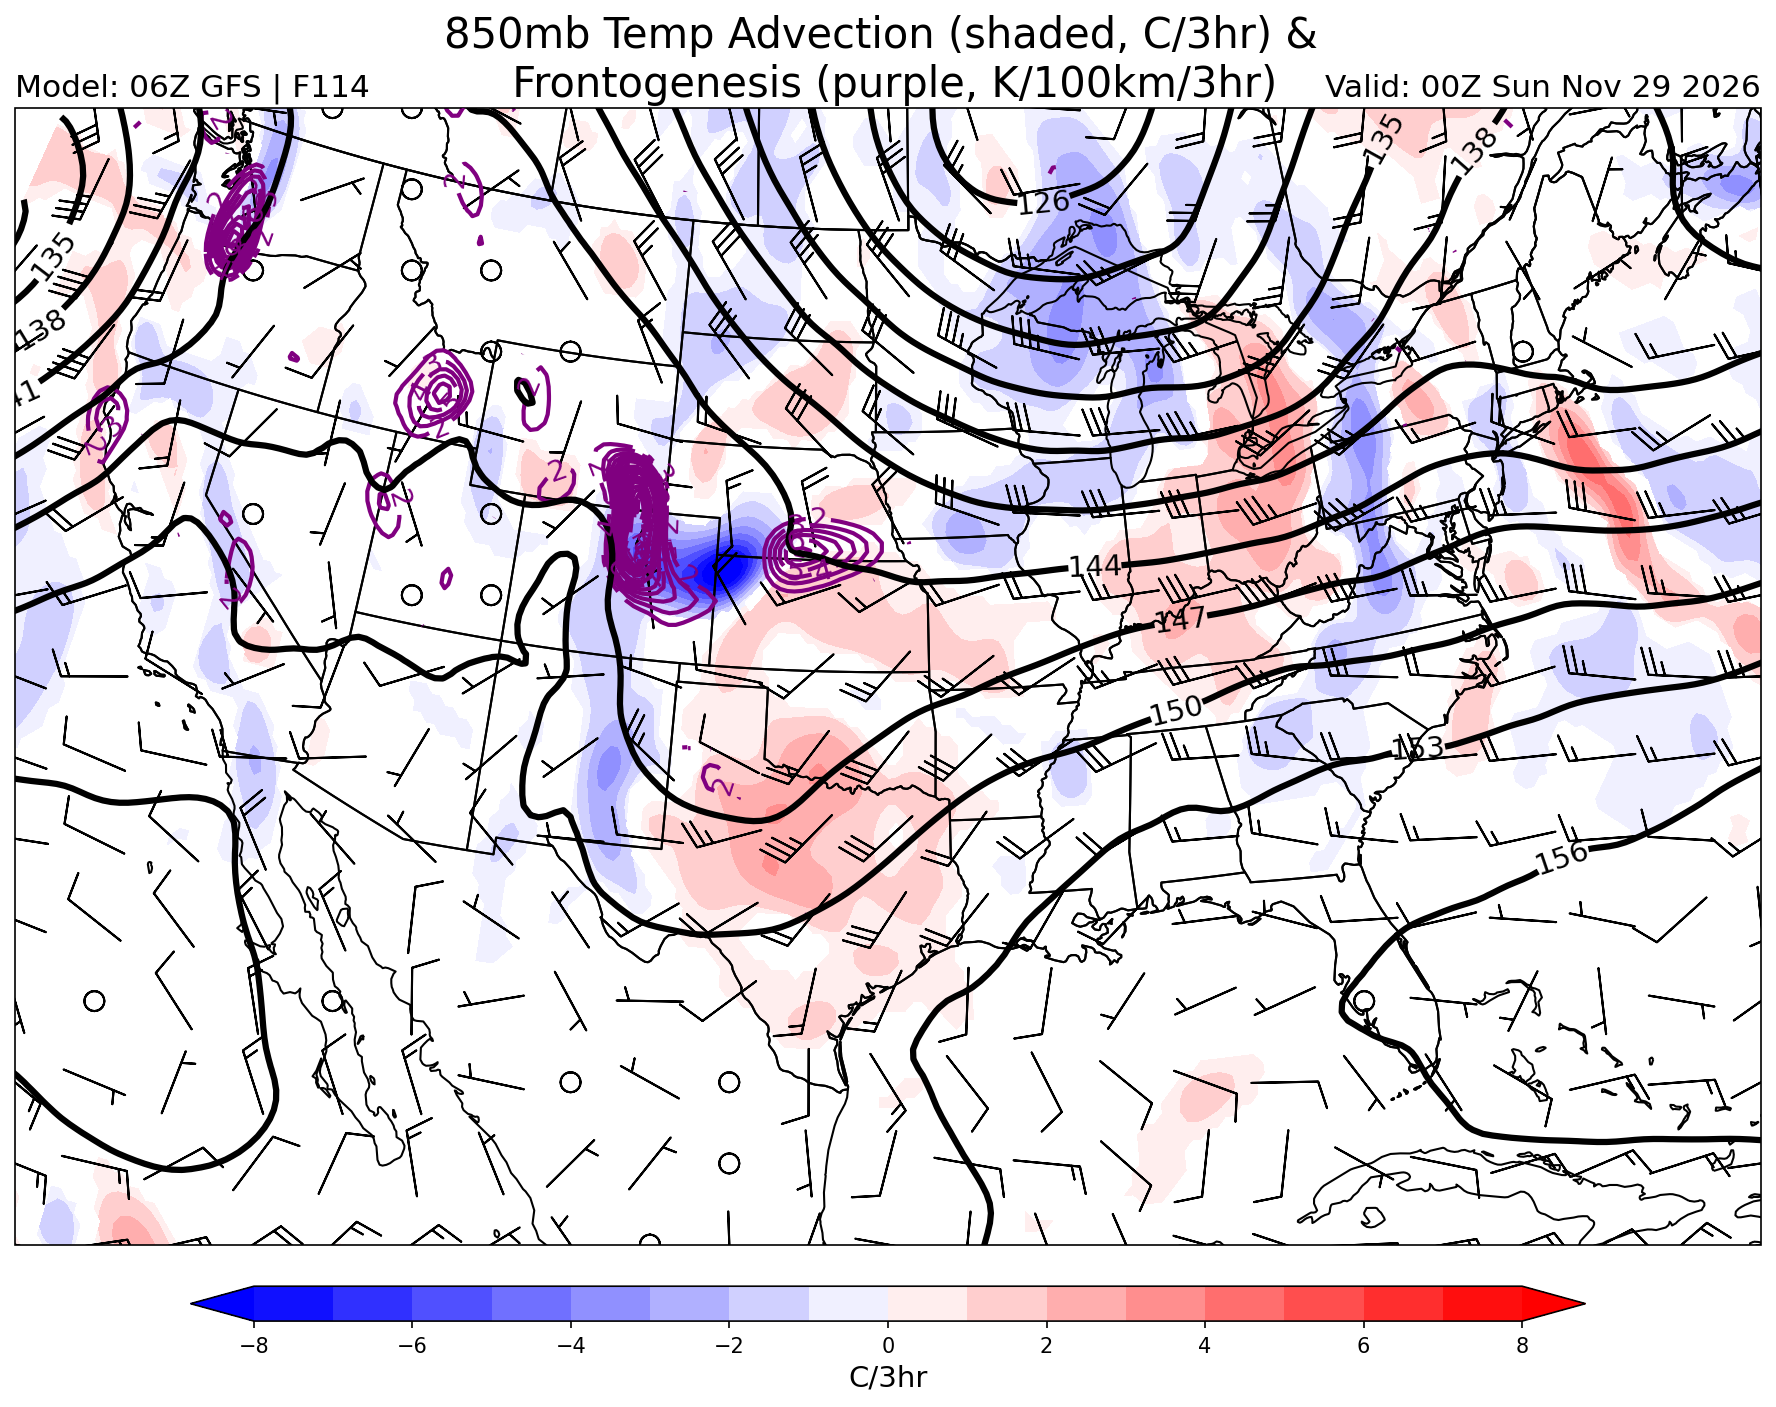 850mb Temp Advection (shaded, C/3hr) &
Frontogenesis (purple, K/100km/3hr)
Model: 06Z GFS | F114
Valid: 00Z Sun Nov 29 2026
135
138
126
135
138
41
144
147
150
153
156
−8 −6 −4 −2 0 2 4 6 8
C/3hr